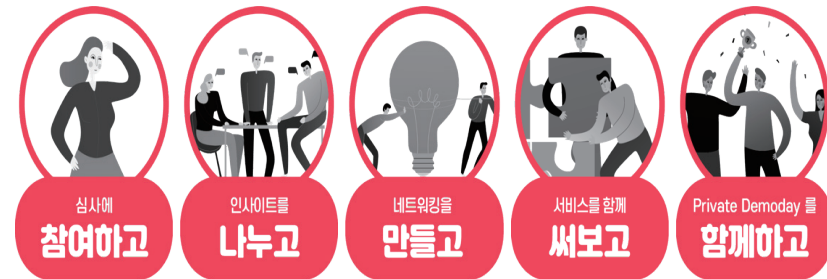 심사에
참여하고
인사이트를
나누고
네트워킹을
만들고
서비스를 함께
써보고
Private Demoday 를
함께하고